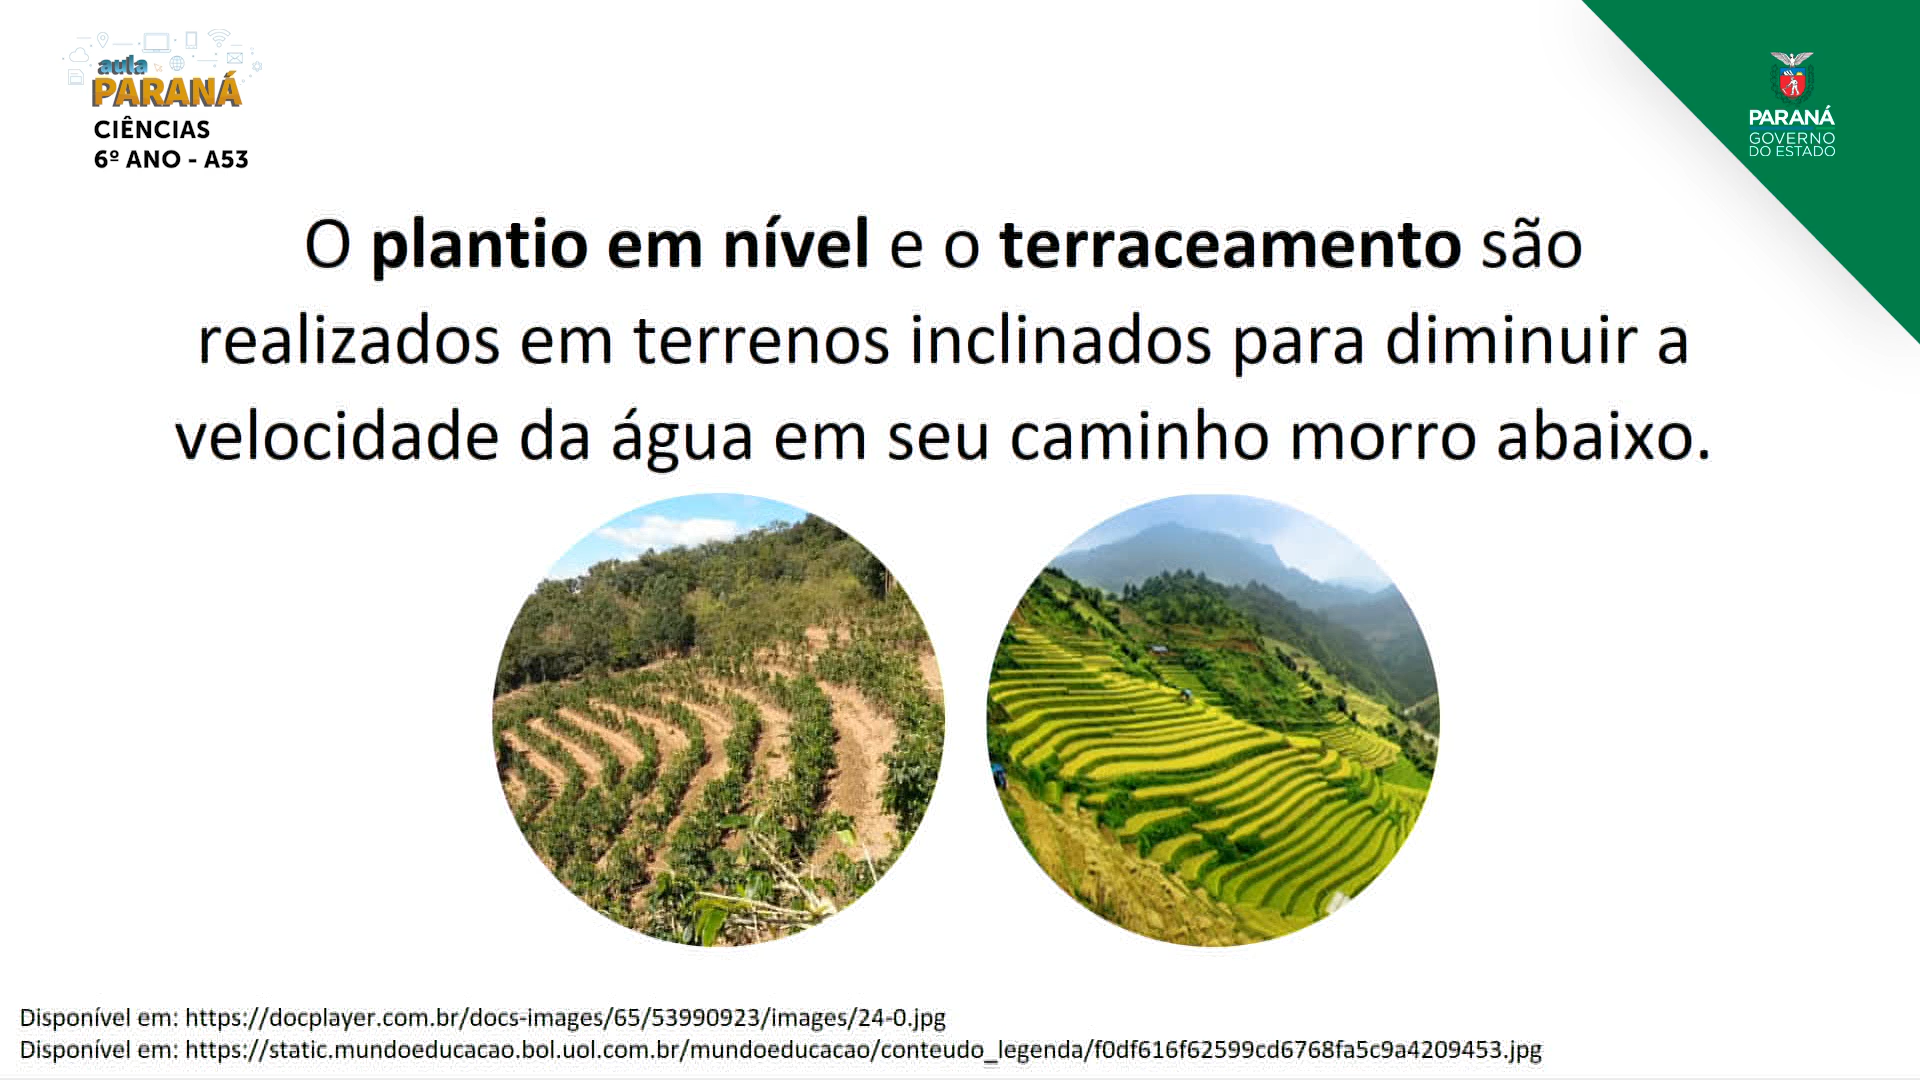 aula
PARANÁ
CIÊNCIAS
6º ANO - A53
PARANÁ
GOVERNO
DO ESTADO
O plantio em nível e o terraceamento são
realizados em terrenos inclinados para diminuir a
velocidade da água em seu caminho morro abaixo.
Disponível em: https://docplayer.com.br/docs-images/65/53990923/images/24-0.jpg
Disponível em: https://static.mundoeducacao.bol.uol.com.br/mundoeducacao/conteudo_legenda/f0df616f62599cd6768fa5c9a4209453.jpg